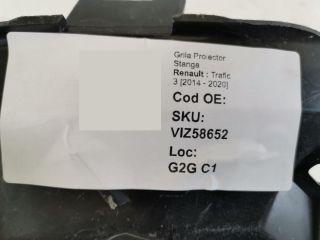 Grila Proiector
Stanga
Renault : Trafic
3 [2014 - 2020]
Cod OE:
SKU:
VIZ58652
Loc:
G2G C1